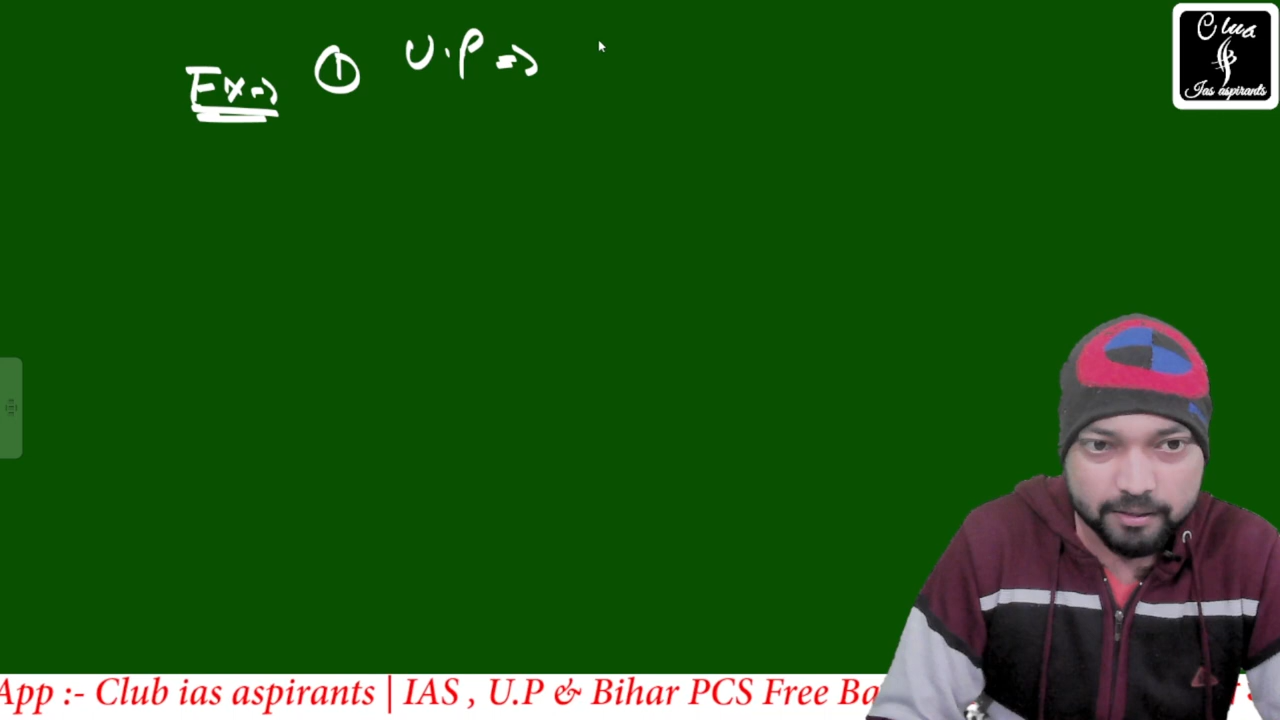 Ex→ ① U.P ⇒
Club
Ias aspirants
App :- Club ias aspirants | IAS , U.P & Bihar PCS Free Ba